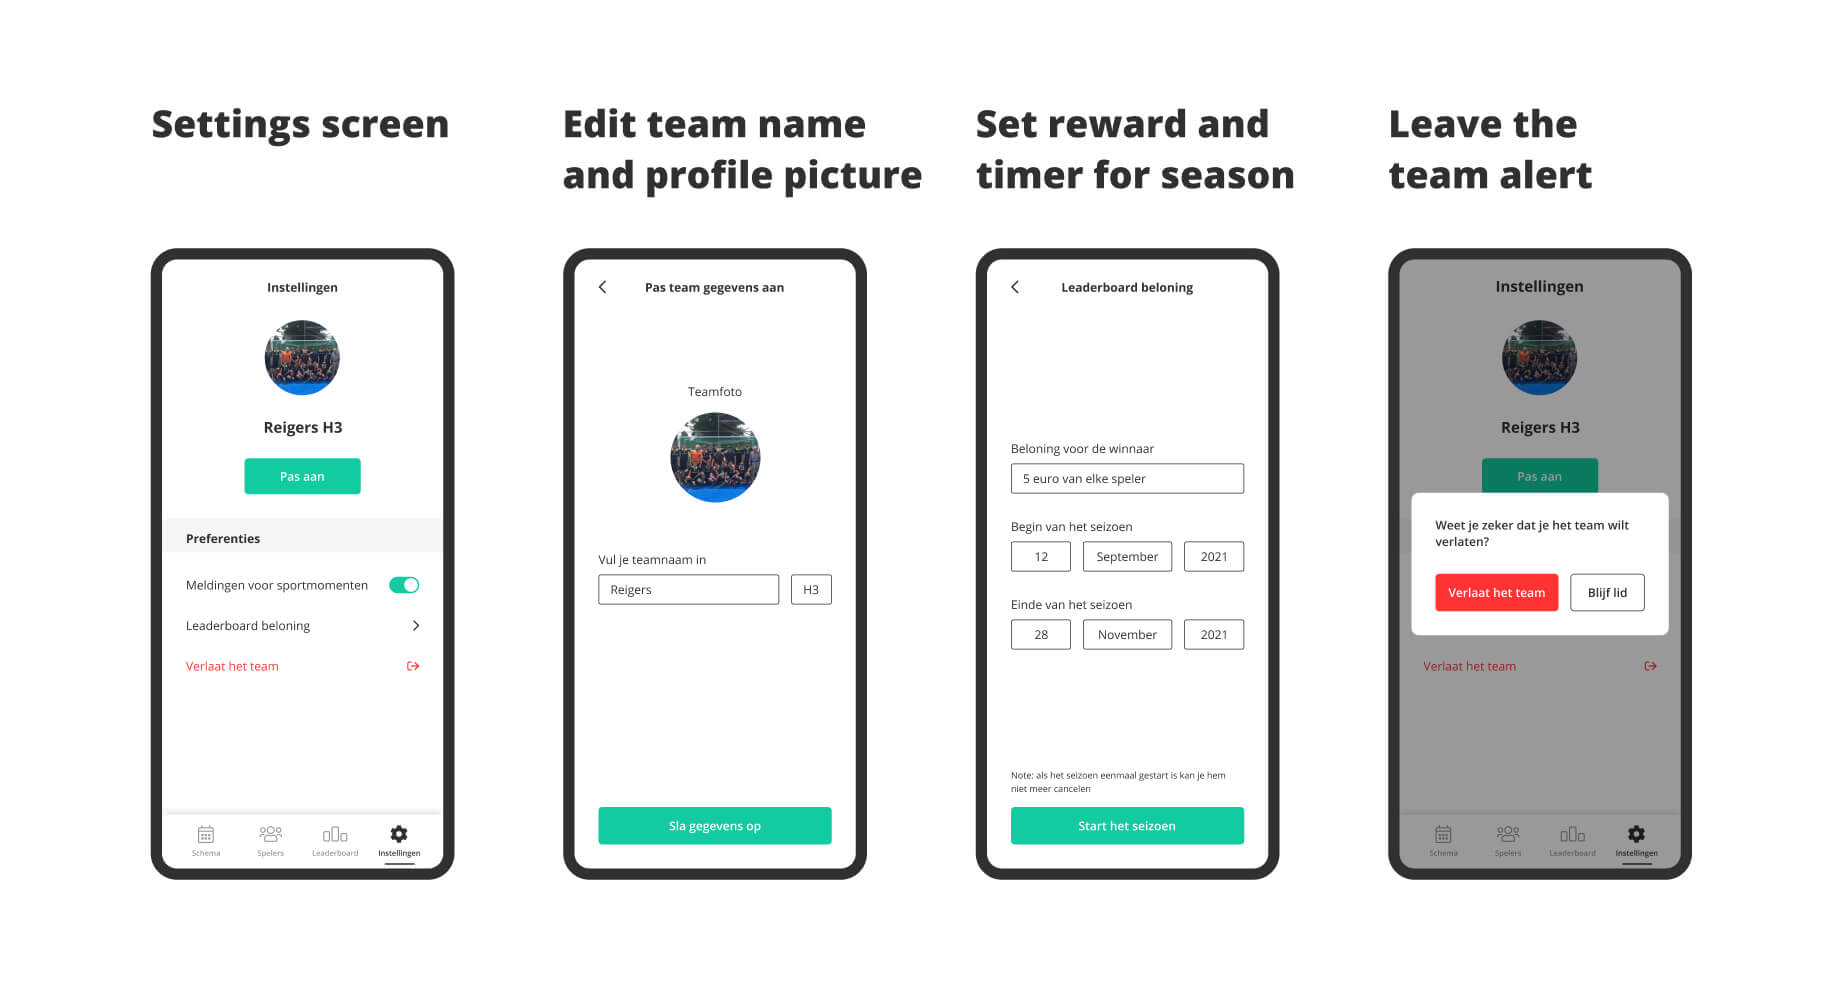 Settings screen
Edit team name
and profile picture
Set reward and
timer for season
Leave the
team alert
Instellingen
Reigers H3
Pas aan
Preferenties
Meldingen voor sportmomenten
Leaderboard beloning
Verlaat het team
Schema
Spelers
Leaderboard
Instellingen
Pas team gegevens aan
Teamfoto
Vul je teamnaam in
Reigers
H3
Sla gegevens op
Leaderboard beloning
Beloning voor de winnaar
5 euro van elke speler
Begin van het seizoen
12
September
2021
Einde van het seizoen
28
November
2021
Note: als het seizoen eenmaal gestart is kan je hem
niet meer cancelen
Start het seizoen
Instellingen
Reigers H3
Pas aan
Weet je zeker dat je het team wilt
verlaten?
Verlaat het team
Blijf lid
Verlaat het team
Schema
Spelers
Leaderboard
Instellingen